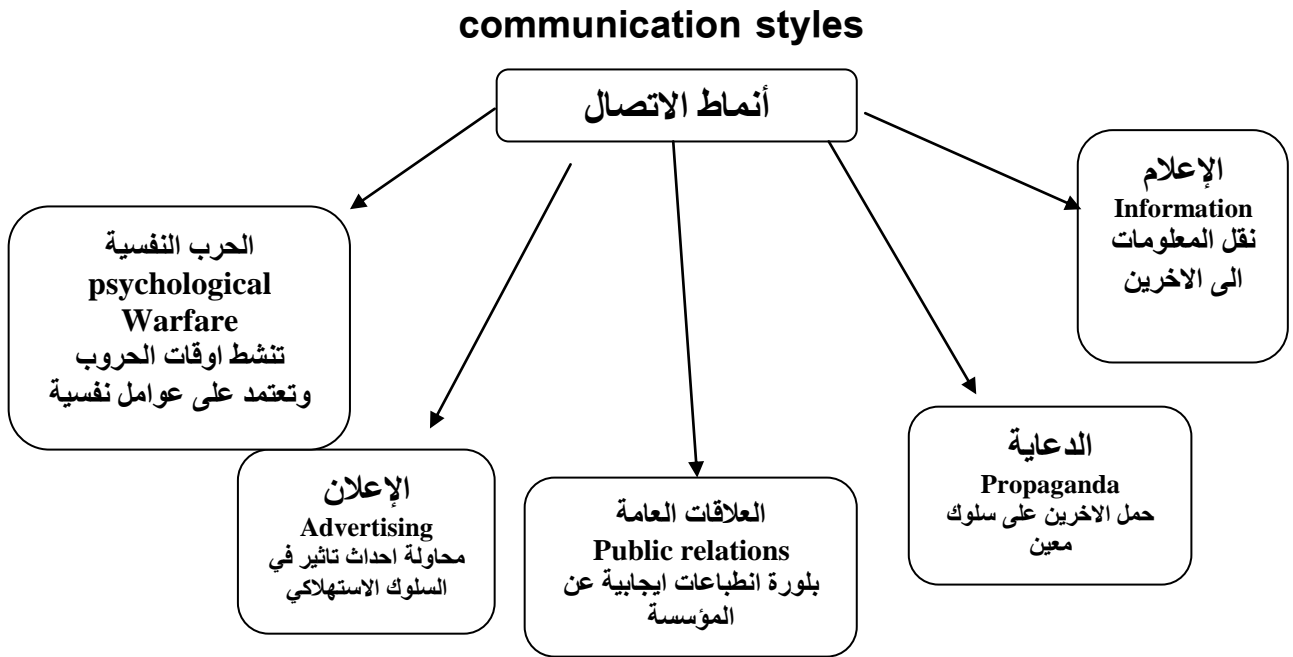 communication styles
أنماط الاتصال
الإعلام
Information
نقل المعلومات
الى الاخرين
الدعاية
Propaganda
حمل الاخرين على سلوك
معين
العلاقات العامة
Public relations
بلورة انطباعات ايجابية عن
المؤسسة
الإعلان
Advertising
محاولة احداث تاثير في
السلوك الاستهلاكي
الحرب النفسية
psychological
Warfare
تنشط اوقات الحروب
وتعتمد على عوامل نفسية